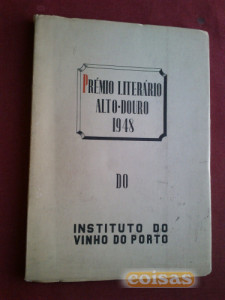 PRÉMIO LITERÁRIO
ALTO-DOURO
1948
DO
INSTITUTO DO
VINHO DO PORTO
coisas